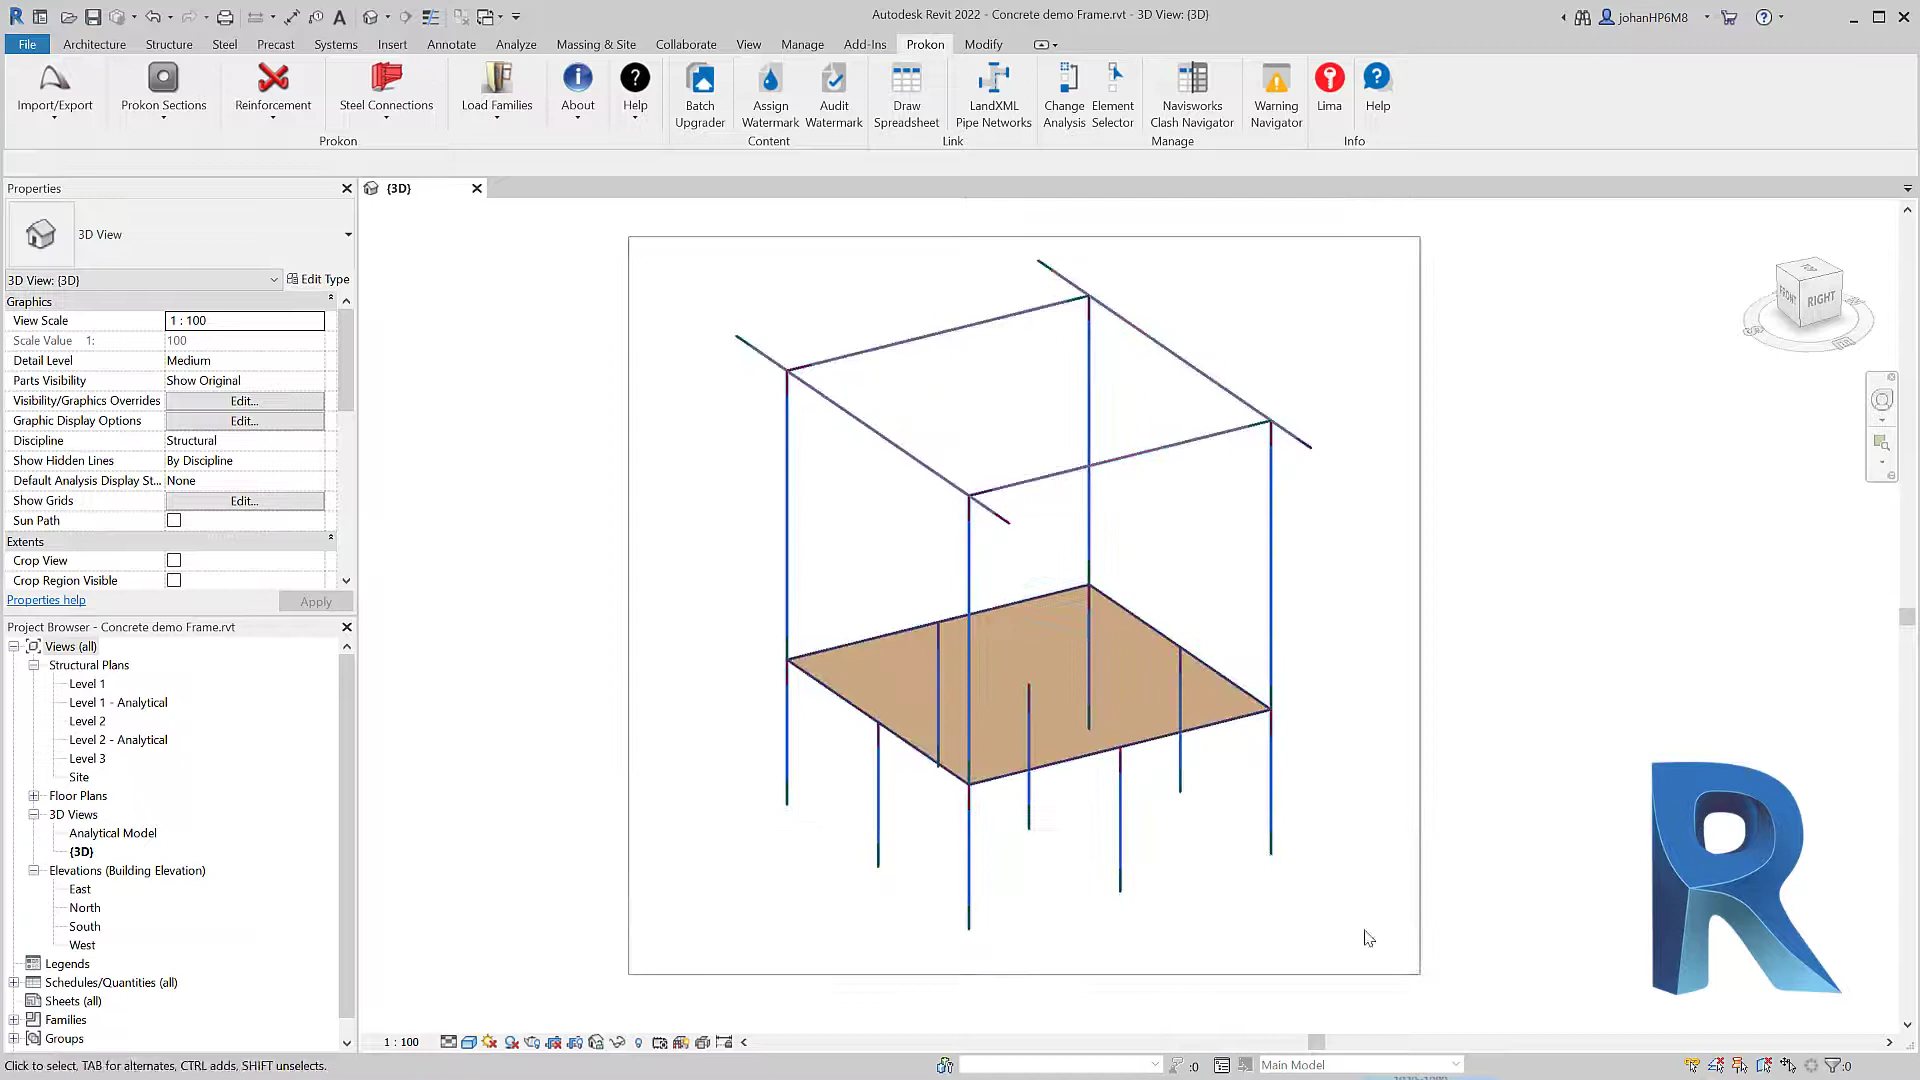 Autodesk Revit 2022 - Concrete demo Frame.rvt - 3D View: {3D}
johanHP6M8
File Architecture Structure Steel Precast Systems Insert Annotate Analyze Massing & Site Collaborate View Manage Add-Ins Prokon Modify
Import/Export Prokon Sections Reinforcement Steel Connections Load Families About Help
Batch Upgrader
Assign Watermark
Audit Watermark
Draw Spreadsheet
LandXML Pipe Networks
Change Analysis
Element Selector
Navisworks Clash Navigator
Warning Navigator
Lima
Help
Prokon Content Link Manage Info
Properties
{3D}
3D View
3D View: {3D}
Edit Type
Graphics
View Scale 1 : 100
Scale Value 1: 100
Detail Level Medium
Parts Visibility Show Original
Visibility/Graphics Overrides Edit...
Graphic Display Options Edit...
Discipline Structural
Show Hidden Lines By Discipline
Default Analysis Display St... None
Show Grids Edit...
Sun Path
Extents
Crop View
Crop Region Visible
Properties help
Apply
Project Browser - Concrete demo Frame.rvt
Views (all)
Structural Plans
Level 1
Level 1 - Analytical
Level 2
Level 2 - Analytical
Level 3
Site
Floor Plans
3D Views
Analytical Model
{3D}
Elevations (Building Elevation)
East
North
South
West
Legends
Schedules/Quantities (all)
Sheets (all)
Families
Groups
TOP
FRONT
RIGHT
1 : 100
Click to select, TAB for alternates, CTRL adds, SHIFT unselects.
:0
Main Model
:0
R